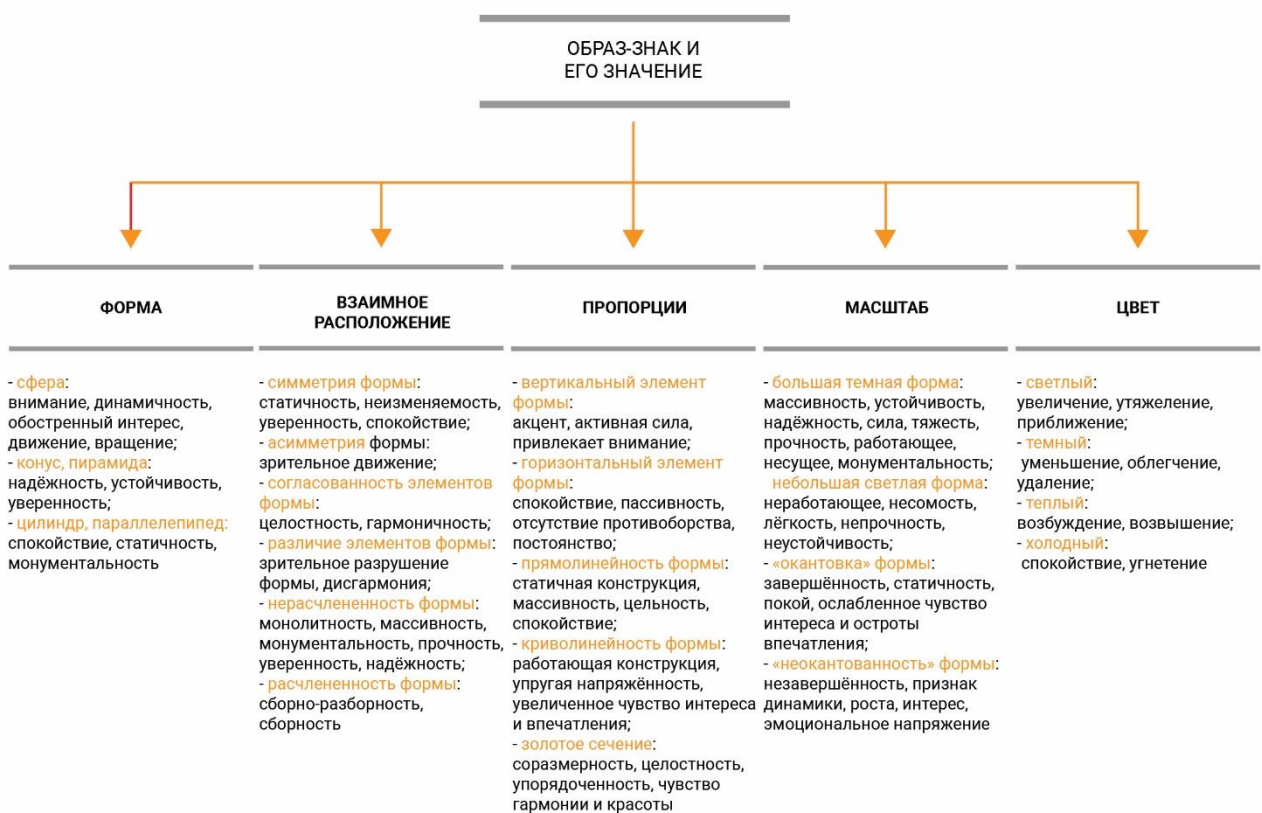 ОБРАЗ-ЗНАК И
ЕГО ЗНАЧЕНИЕ
ФОРМА
- сфера:
внимание, динамичность,
обостренный интерес,
движение, вращение;
- конус, пирамида:
надёжность, устойчивость,
уверенность;
- цилиндр, параллелепипед:
спокойствие, статичность,
монументальность
ВЗАИМНОЕ
РАСПОЛОЖЕНИЕ
- симметрия формы:
статичность, неизменяемость,
уверенность, спокойствие;
- асимметрия формы:
зрительное движение;
- согласованность элементов
формы:
целостность, гармоничность;
- различие элементов формы:
зрительное разрушение
формы, дисгармония;
- нерасчлененность формы:
монолитность, массивность,
монументальность, прочность,
уверенность, надёжность;
- расчлененность формы:
сборно-разборность,
сборность
ПРОПОРЦИИ
- вертикальный элемент
формы:
акцент, активная сила,
привлекает внимание;
- горизонтальный элемент
формы:
спокойствие, пассивность,
отсутствие противоборства,
постоянство;
- прямолинейность формы:
статичная конструкция,
массивность, цельность,
спокойствие;
- криволинейность формы:
работающая конструкция,
упругая напряжённость,
увеличенное чувство интереса
и впечатления;
- золотое сечение:
соразмерность, целостность,
упорядоченность, чувство
гармонии и красоты
МАСШТАБ
- большая темная форма:
массивность, устойчивость,
надёжность, сила, тяжесть,
прочность, работающее,
несущее, монументальность;
небольшая светлая форма:
неработающее, несомость,
лёгкость, непрочность,
неустойчивость;
- «окантовка» формы:
завершённость, статичность,
покой, ослабленное чувство
интереса и остроты
впечатления;
- «неокантованность» формы:
незавершённость, признак
динамики, роста, интерес,
эмоциональное напряжение
ЦВЕТ
- светлый:
увеличение, утяжеление,
приближение;
- темный:
уменьшение, облегчение,
удаление;
- теплый:
возбуждение, возвышение;
- холодный:
спокойствие, угнетение